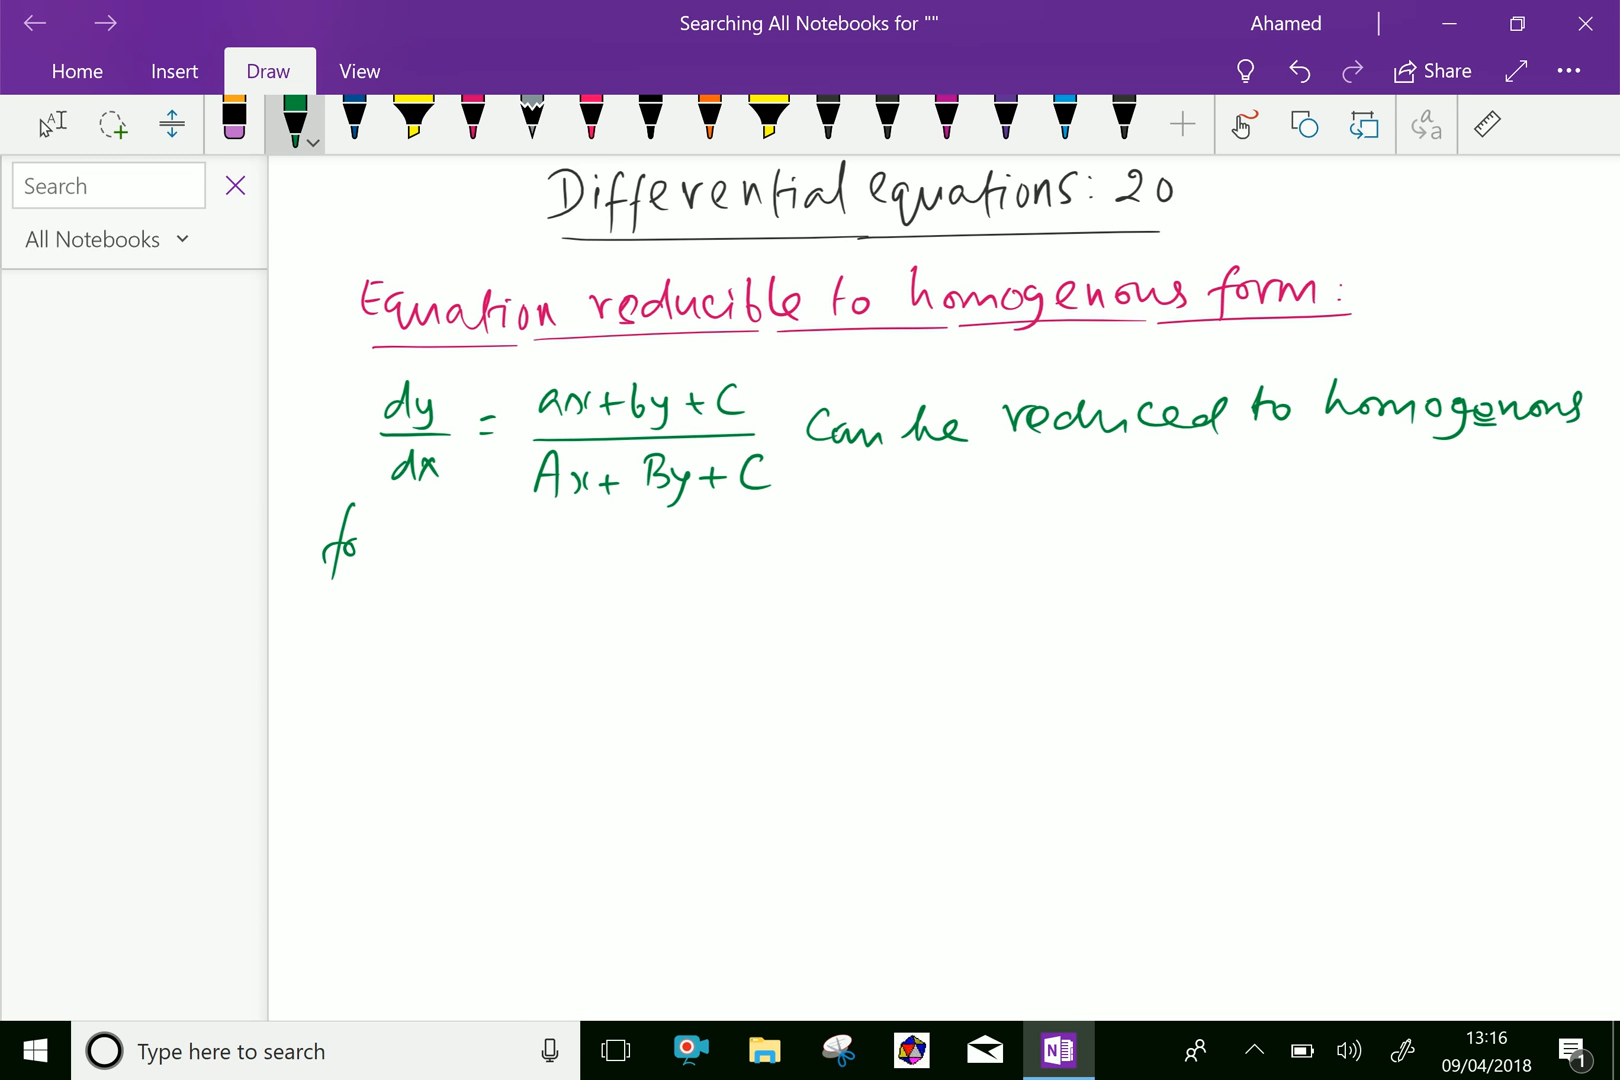 Searching All Notebooks for ""
Ahamed
Home Insert Draw View
Share
Search
All Notebooks
Differential equations: 20
Equation reducible to homogenous form:
dy/dx = ax+by+C/Ax+By+C can be reduced to homogenous
fo
Type here to search
13:16
09/04/2018
1